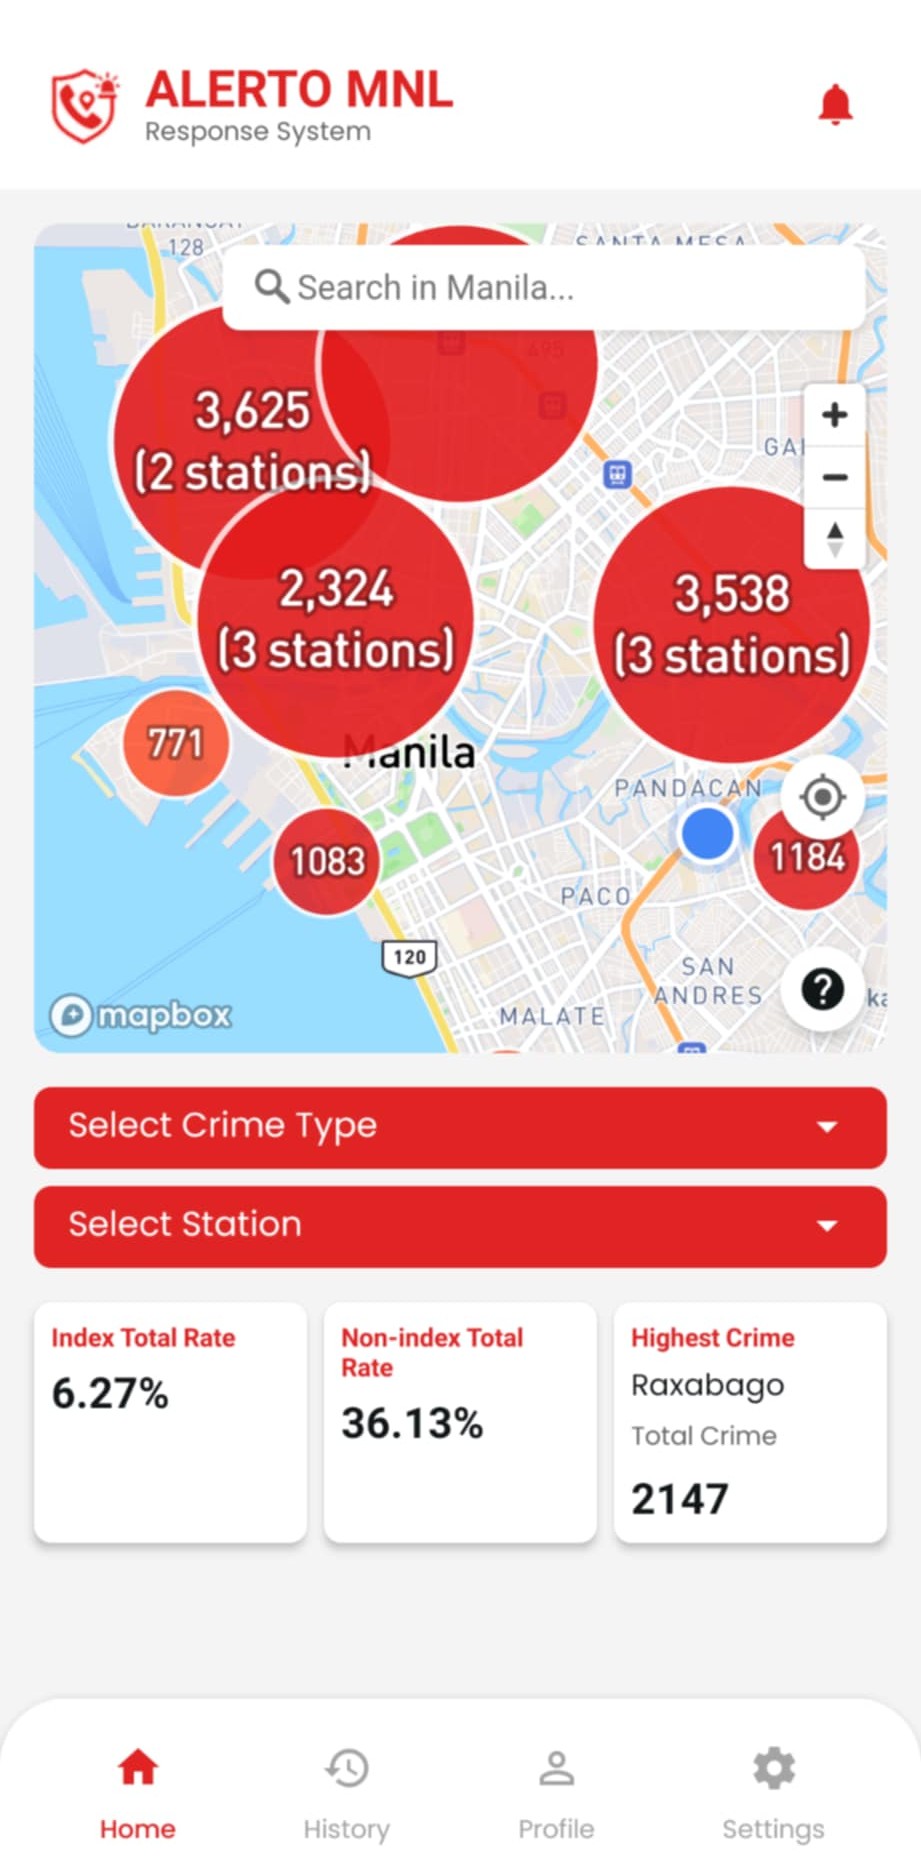 ALERTO MNL
Response System
128
SANTA MESA
Search in Manila...
495
3,625
(2 stations)
GA
2,324
(3 stations)
3,538
(3 stations)
771
Manila
PANDACAN
1083
1184
PACO
120
SAN
ANDRES
ka
MALATE
mapbox
Select Crime Type
Select Station
Index Total Rate
6.27%
Non-index Total
Rate
36.13%
Highest Crime
Raxabago
Total Crime
2147
Home
History
Profile
Settings